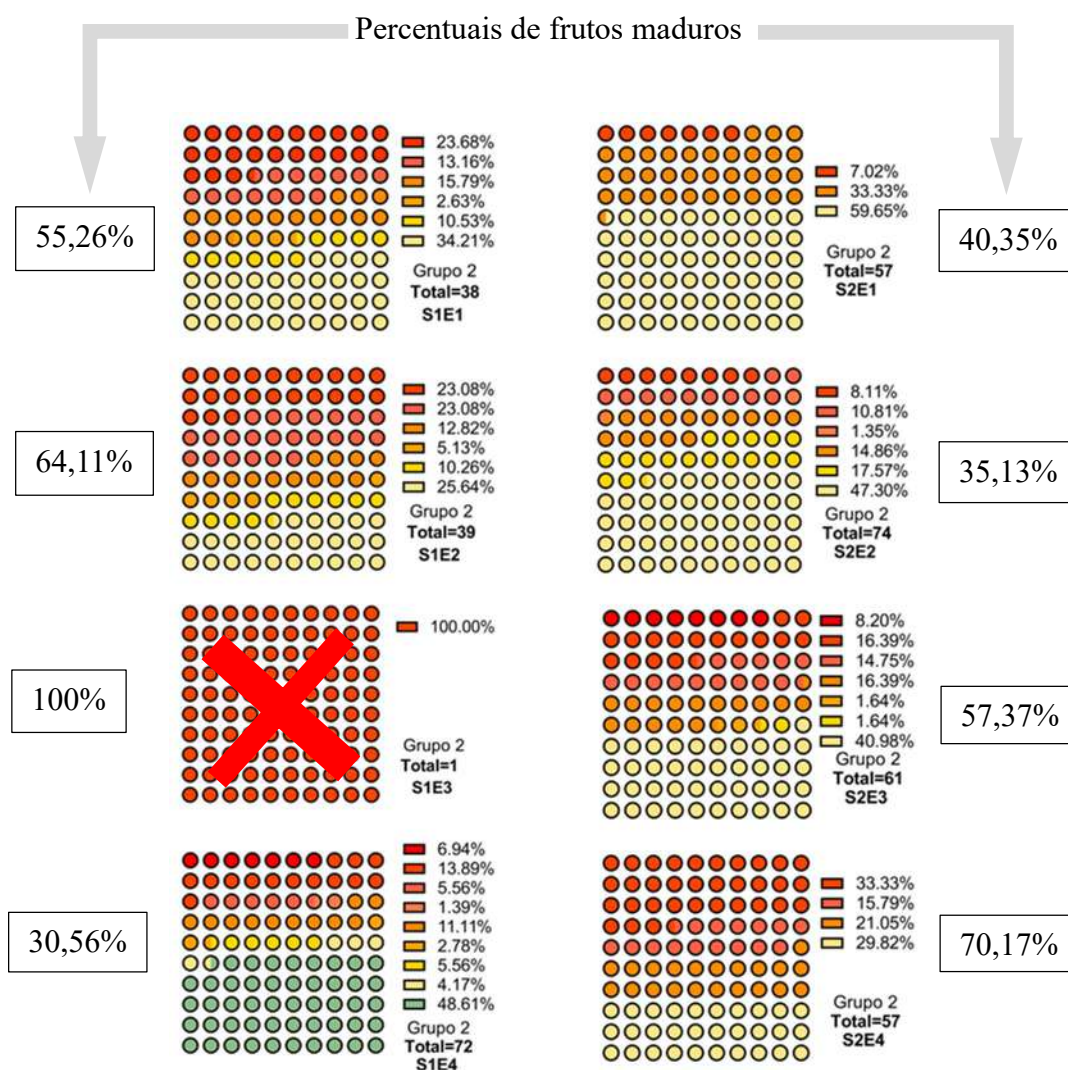 Percentuais de frutos maduros
55,26%
23.68%
13.16%
15.79%
2.63%
10.53%
34.21%
Grupo 2
Total=38
S1E1
7.02%
33.33%
59.65%
Grupo 2
Total=57
S2E1
40,35%
64,11%
23.08%
23.08%
12.82%
5.13%
10.26%
25.64%
Grupo 2
Total=39
S1E2
8.11%
10.81%
1.35%
14.86%
17.57%
47.30%
Grupo 2
Total=74
S2E2
35,13%
100%
100.00%
Grupo 2
Total=1
S1E3
8.20%
16.39%
14.75%
16.39%
1.64%
1.64%
40.98%
Grupo 2
Total=61
S2E3
57,37%
30,56%
6.94%
13.89%
5.56%
1.39%
11.11%
2.78%
5.56%
4.17%
48.61%
Grupo 2
Total=72
S1E4
33.33%
15.79%
21.05%
29.82%
Grupo 2
Total=57
S2E4
70,17%